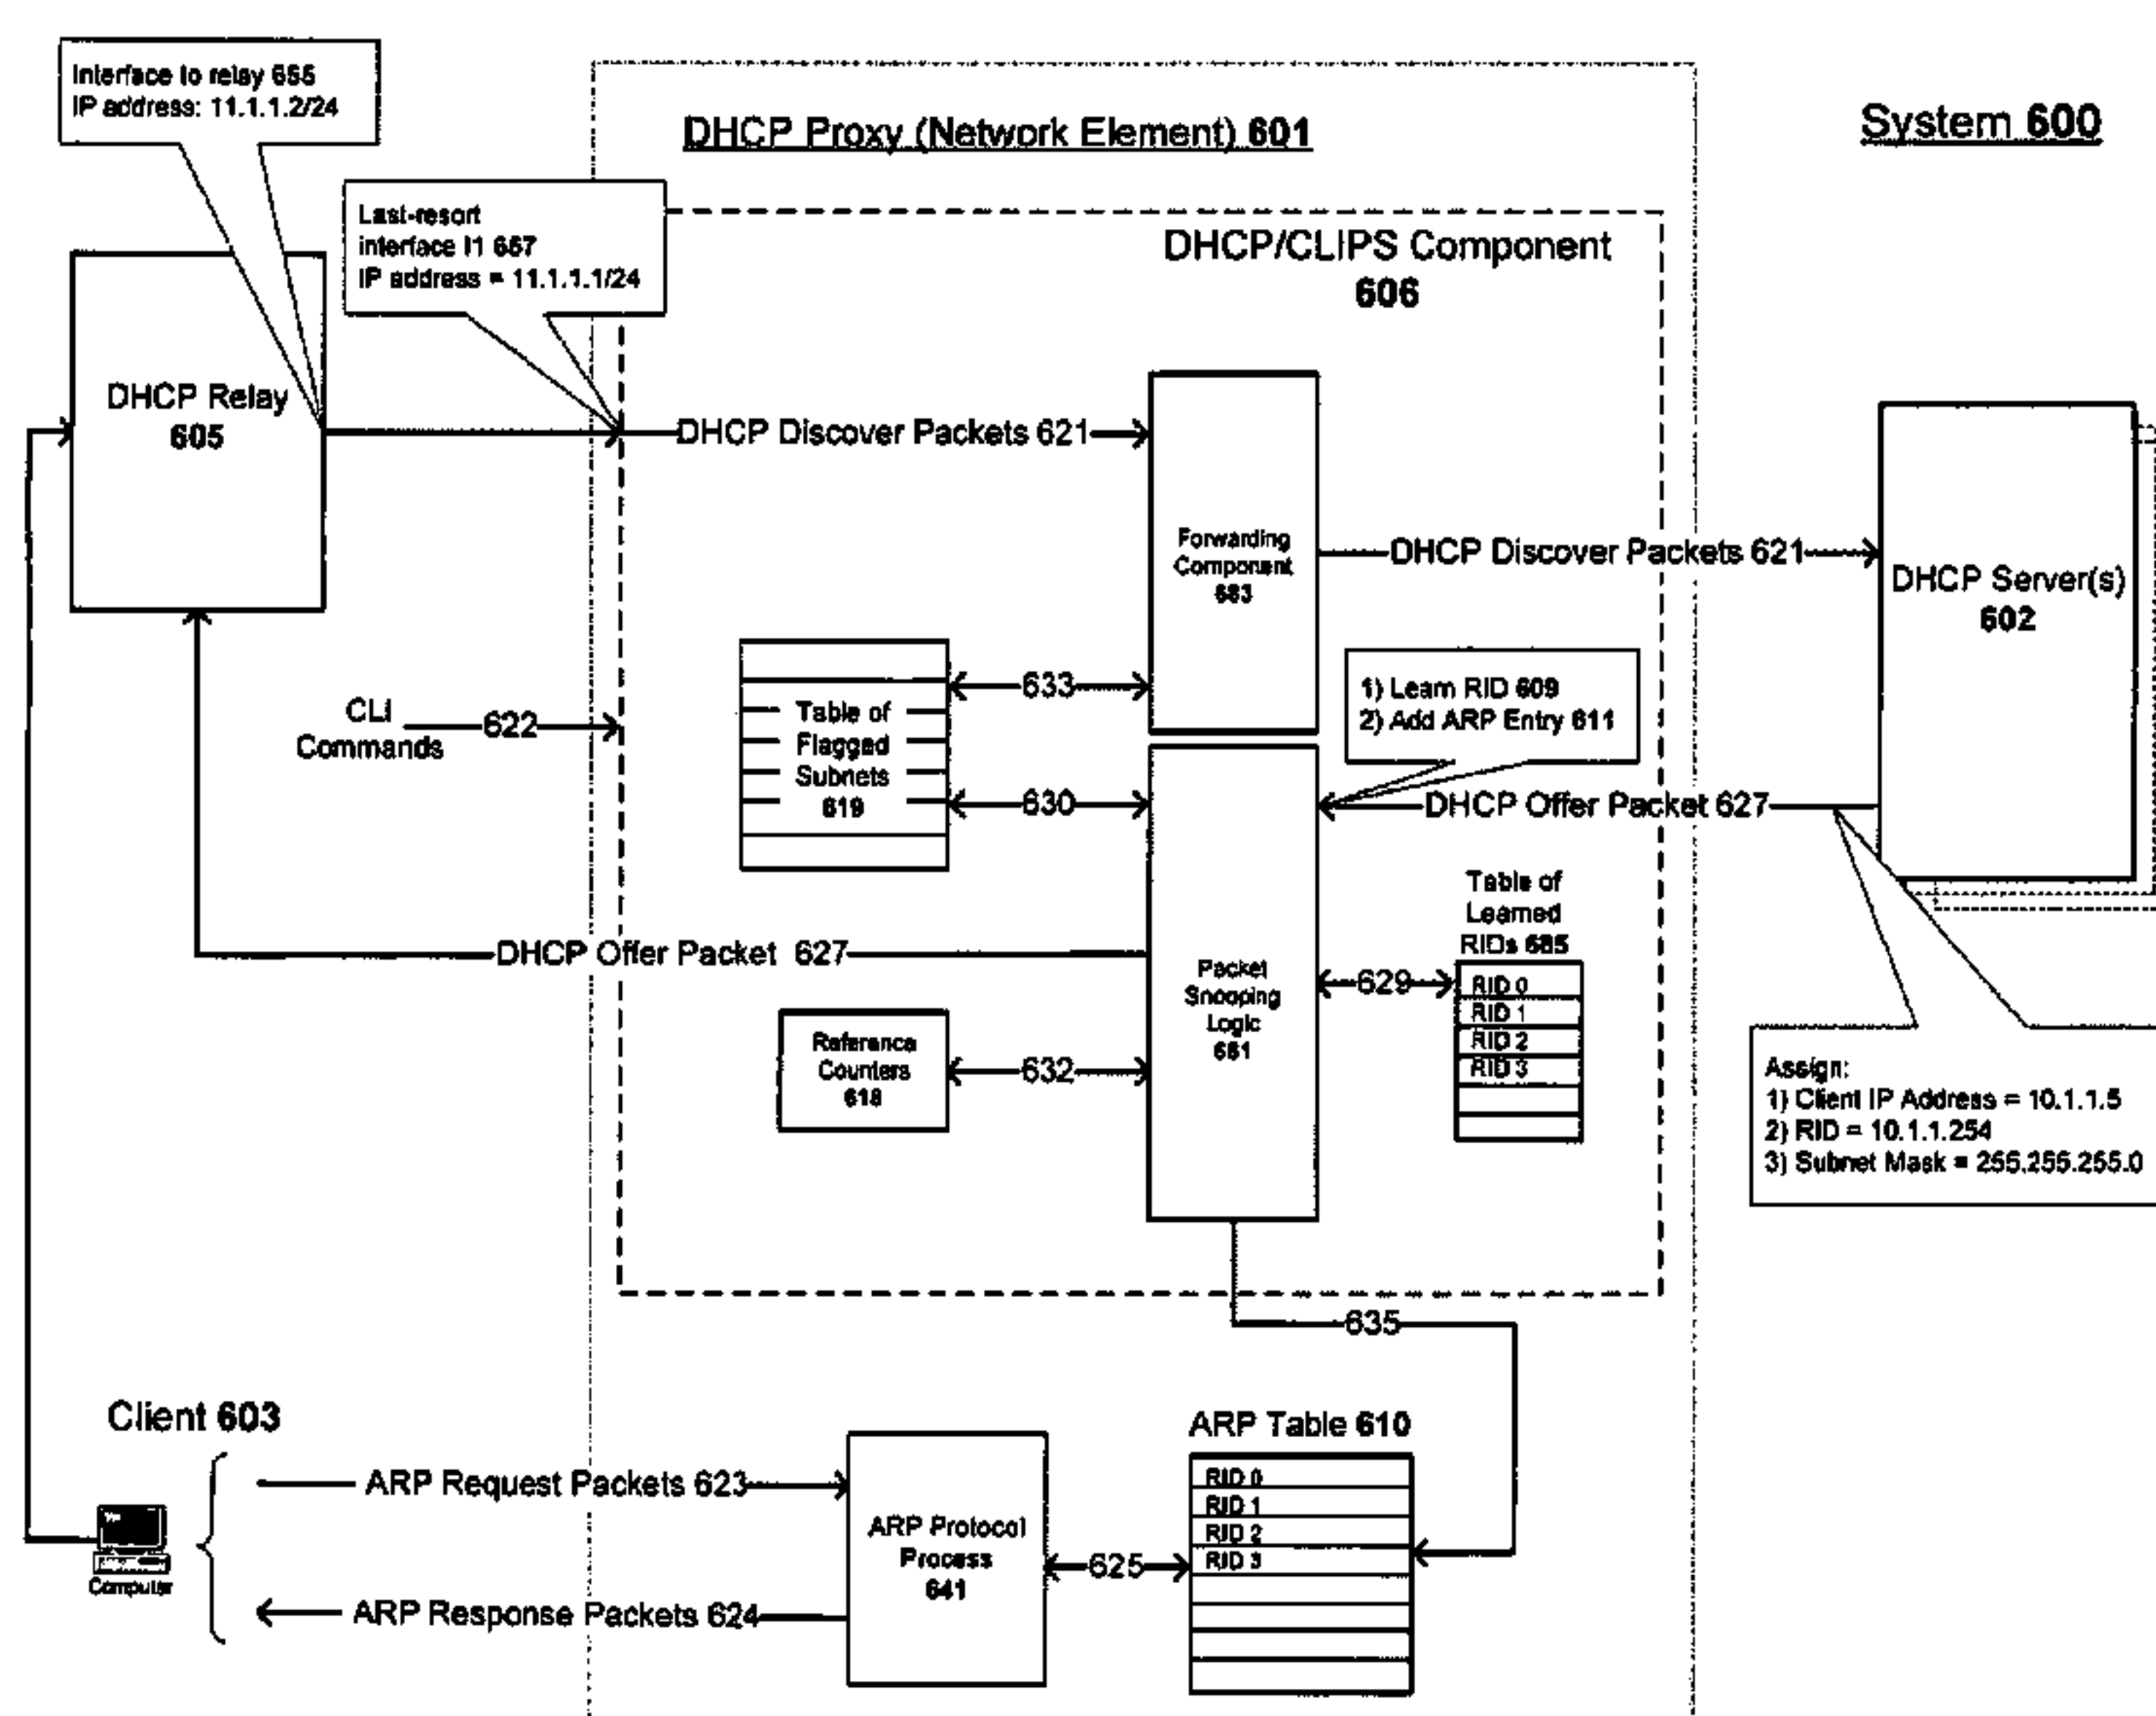 Interface to relay 655
IP address: 11.1.1.2/24
DHCP Proxy (Network Element) 601
System 600
Last-resort
interface I1 657
IP address = 11.1.1.1/24
DHCP/CLIPS Component
606
DHCP Relay
605
DHCP Discover Packets 621
Forwarding
Component
663
DHCP Discover Packets 621
DHCP Server(s)
602
CLI
Commands
622
Table of
Flagged
Subnets
619
633
630
1) Learn RID 609
2) Add ARP Entry 611
DHCP Offer Packet 627
DHCP Offer Packet 627
Table of
Learned
RIDs 685
RID 0
RID 1
RID 2
RID 3
629
Packet
Snooping
Logic
661
Reference
Counters
618
632
Assign:
1) Client IP Address = 10.1.1.5
2) RID = 10.1.1.254
3) Subnet Mask = 255.255.255.0
635
Client 603
Computer
ARP Request Packets 623
ARP Response Packets 624
ARP Protocol
Process
641
625
ARP Table 610
RID 0
RID 1
RID 2
RID 3